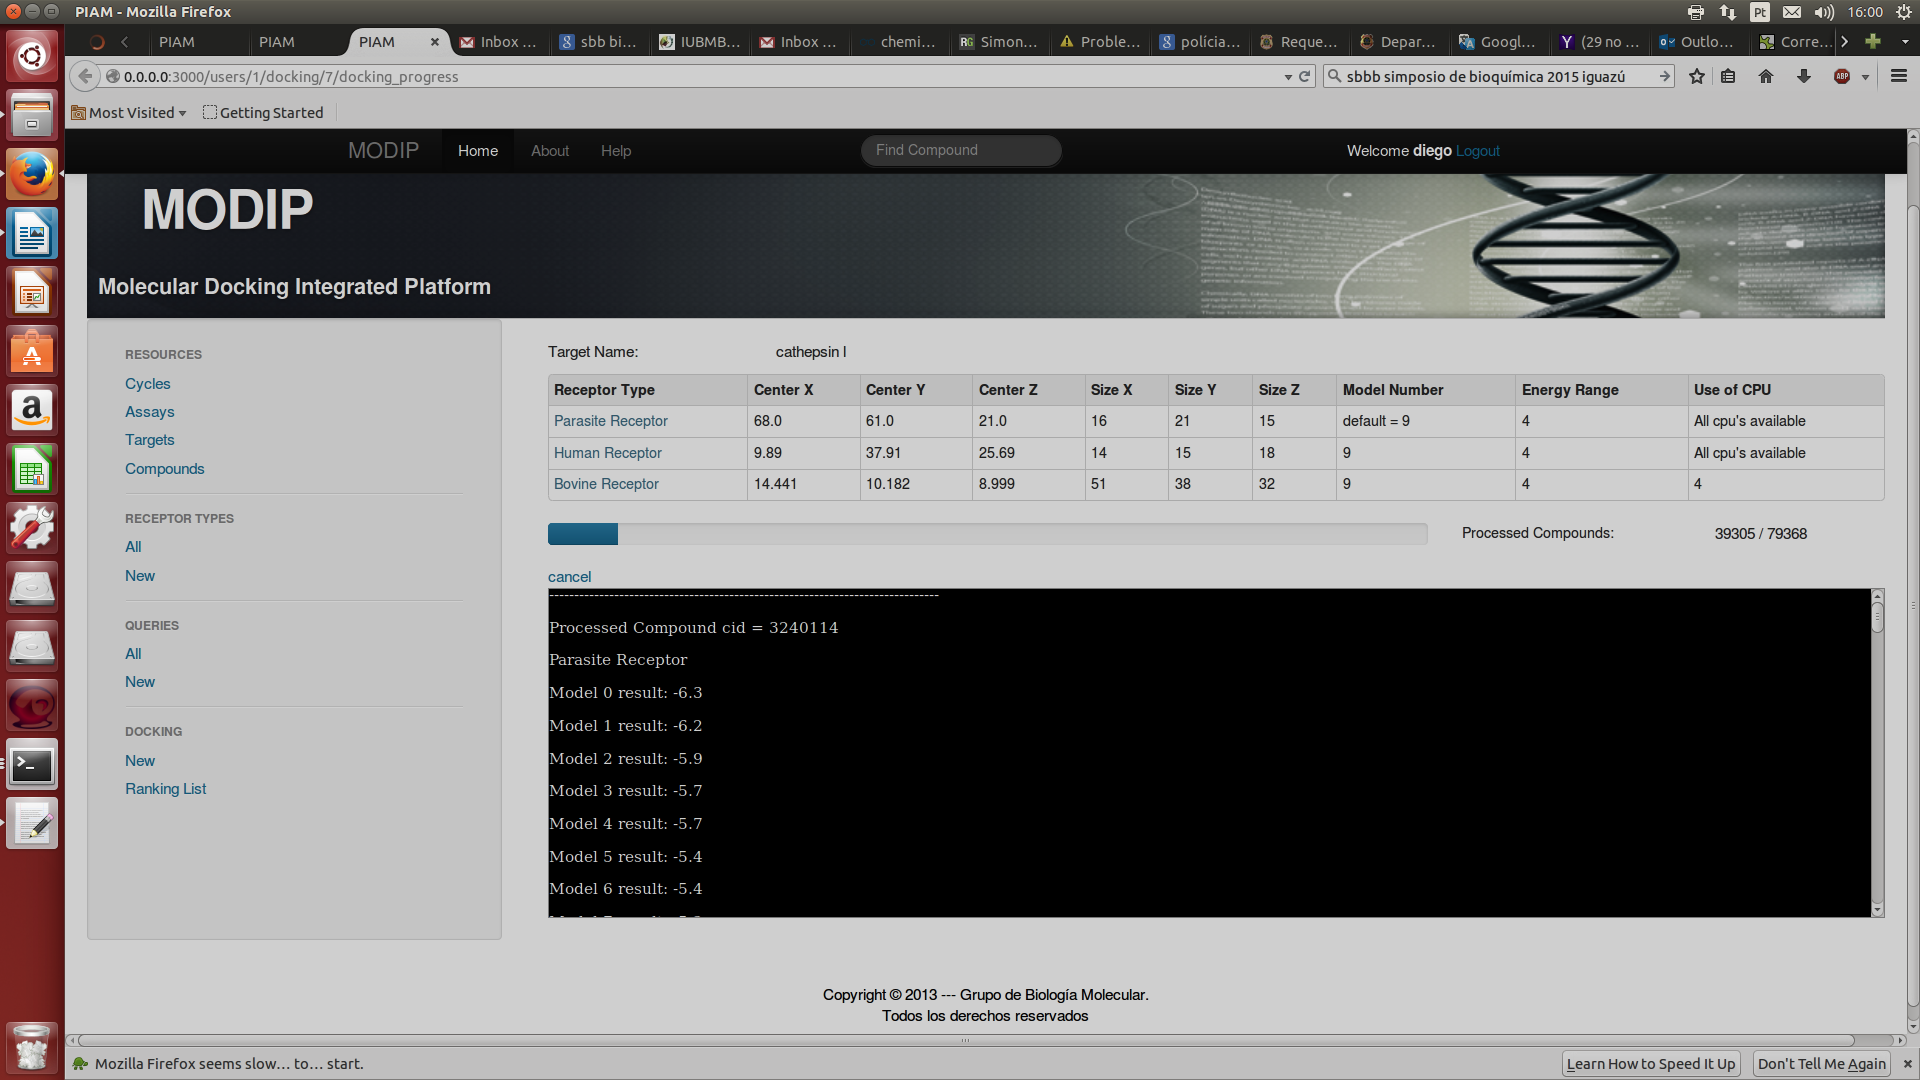 PIAM - Mozilla Firefox
Pt
16:00
PIAM
PIAM
PIAM
Inbox ...
sbb bi...
IUBMB...
Inbox ...
chemi...
RG Simon...
Proble...
polícia...
Reque...
Depar...
Googl...
(29 no ...
Outlo...
Corre...
0.0.0.0:3000/users/1/docking/7/docking_progress
sbbb simposio de bioquímica 2015 iguazú
ABP
Most Visited
Getting Started
MODIP
Home
About
Help
Find Compound
Welcome diego Logout
MODIP
Molecular Docking Integrated Platform
RESOURCES
Cycles
Assays
Targets
Compounds
RECEPTOR TYPES
All
New
QUERIES
All
New
DOCKING
New
Ranking List
Target Name: cathepsin l
Receptor Type Center X Center Y Center Z Size X Size Y Size Z Model Number Energy Range Use of CPU
Parasite Receptor 68.0 61.0 21.0 16 21 15 default = 9 4 All cpu's available
Human Receptor 9.89 37.91 25.69 14 15 18 9 4 All cpu's available
Bovine Receptor 14.441 10.182 8.999 51 38 32 9 4 4
Processed Compounds: 39305 / 79368
cancel
------------------------------------------------------------------------------
Processed Compound cid = 3240114
Parasite Receptor
Model 0 result: -6.3
Model 1 result: -6.2
Model 2 result: -5.9
Model 3 result: -5.7
Model 4 result: -5.7
Model 5 result: -5.4
Model 6 result: -5.4
Copyright © 2013 --- Grupo de Biología Molecular.
Todos los derechos reservados
Mozilla Firefox seems slow... to... start.
Learn How to Speed It Up
Don't Tell Me Again